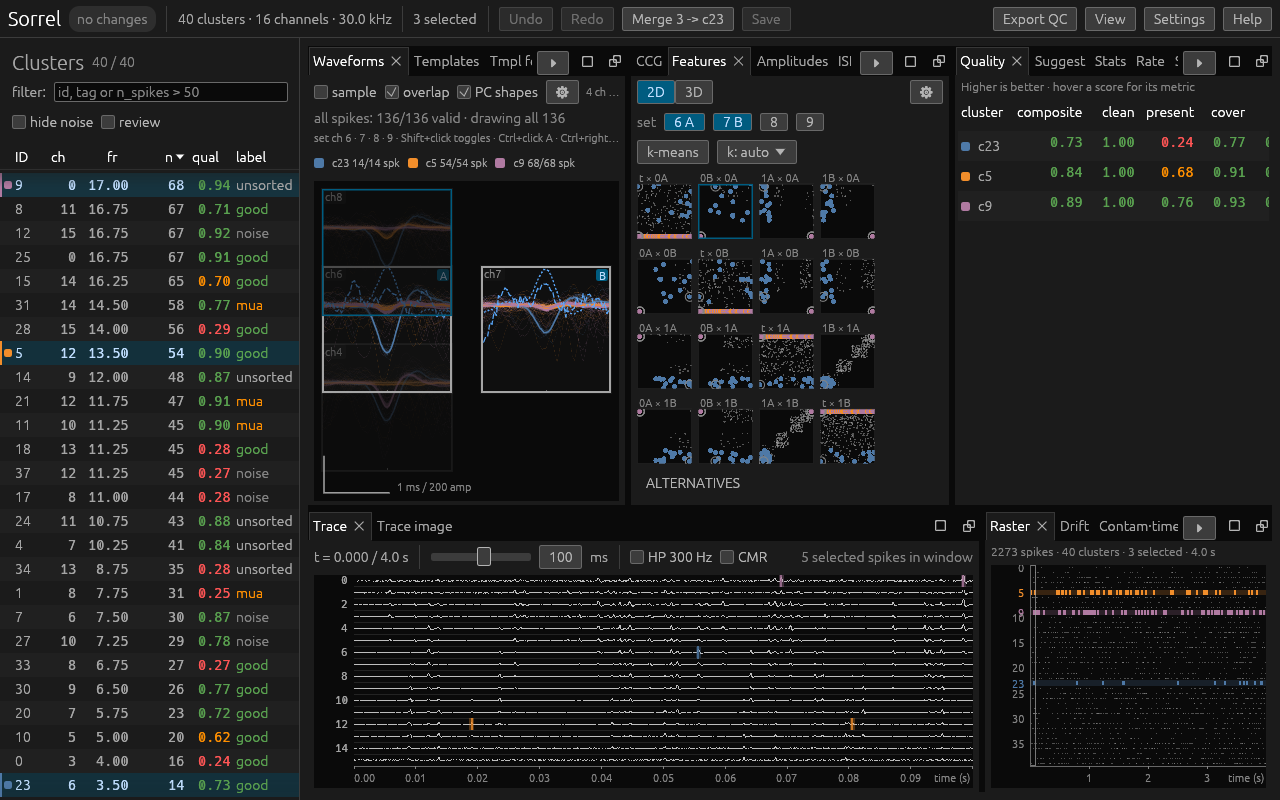 Sorrel no changes 40 clusters · 16 channels · 30.0 kHz 3 selected Undo Redo Merge 3 -> c23 Save Export QC View Settings Help
Clusters 40 / 40
filter: id, tag or n_spikes > 50
hide noise review
ID ch fr n qual label
9 0 17.00 68 0.94 unsorted
8 11 16.75 67 0.71 good
12 15 16.75 67 0.92 noise
25 0 16.75 67 0.91 good
15 14 16.25 65 0.70 good
31 14 14.50 58 0.77 mua
28 15 14.00 56 0.29 good
5 12 13.50 54 0.90 good
14 9 12.00 48 0.87 unsorted
21 12 11.75 47 0.91 mua
11 10 11.25 45 0.90 mua
18 13 11.25 45 0.28 good
37 12 11.25 45 0.27 noise
17 8 11.00 44 0.28 noise
24 11 10.75 43 0.88 unsorted
4 7 10.25 41 0.84 unsorted
34 13 8.75 35 0.28 unsorted
1 8 7.75 31 0.25 mua
7 6 7.50 30 0.87 noise
27 10 7.25 29 0.78 noise
33 8 6.75 27 0.27 good
30 9 6.50 26 0.77 good
20 7 5.75 23 0.72 good
10 5 5.00 20 0.62 good
0 3 4.00 16 0.24 good
23 6 3.50 14 0.73 good
Waveforms Templates Tmpl
sample overlap PC shapes 4 ch ...
all spikes: 136/136 valid · drawing all 136
set ch 6 · 7 · 8 · 9 · Shift+click toggles · Ctrl+click A · Ctrl+right...
c23 14/14 spk c5 54/54 spk c9 68/68 spk
ch8
ch6 A ch7 B
ch4
1 ms / 200 amp
CCG Features Amplitudes ISI
2D 3D
set 6 A 7 B 8 9
k-means k: auto
t × 0A 0B × 0A 1A × 0A 1B × 0A
0A × 0B t × 0B 1A × 0B 1B × 0B
0A × 1A 0B × 1A t × 1A 1B × 1A
0A × 1B 0B × 1B 1A × 1B t × 1B
ALTERNATIVES
Quality Suggest Stats Rate
Higher is better · hover a score for its metric
cluster composite clean present cover
c23 0.73 1.00 0.24 0.77
c5 0.84 1.00 0.68 0.91
c9 0.89 1.00 0.76 0.93
Trace Trace image
t = 0.000 / 4.0 s 100 ms HP 300 Hz CMR 5 selected spikes in window
0
2
4
6
8
10
12
14
0.00 0.01 0.02 0.03 0.04 0.05 0.06 0.07 0.08 0.09 time (s)
Raster Drift Contam-time
2273 spikes · 40 clusters · 3 selected · 4.0 s
0
5
9
10
15
20
23
25
30
35
1 2 3 time (s)